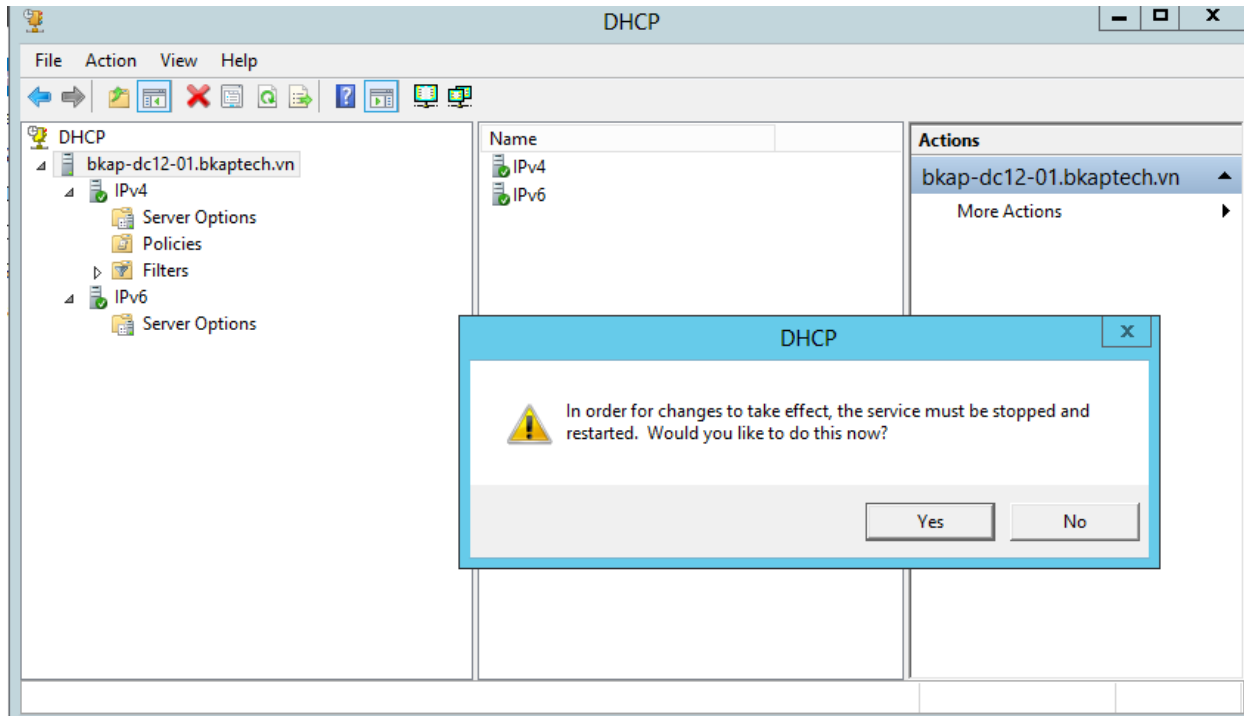 DHCP
File Action View Help
DHCP
bkap-dc12-01.bkaptech.vn
IPv4
Server Options
Policies
Filters
IPv6
Server Options
Name
IPv4
IPv6
Actions
bkap-dc12-01.bkaptech.vn
More Actions
DHCP
In order for changes to take effect, the service must be stopped and
restarted. Would you like to do this now?
Yes No